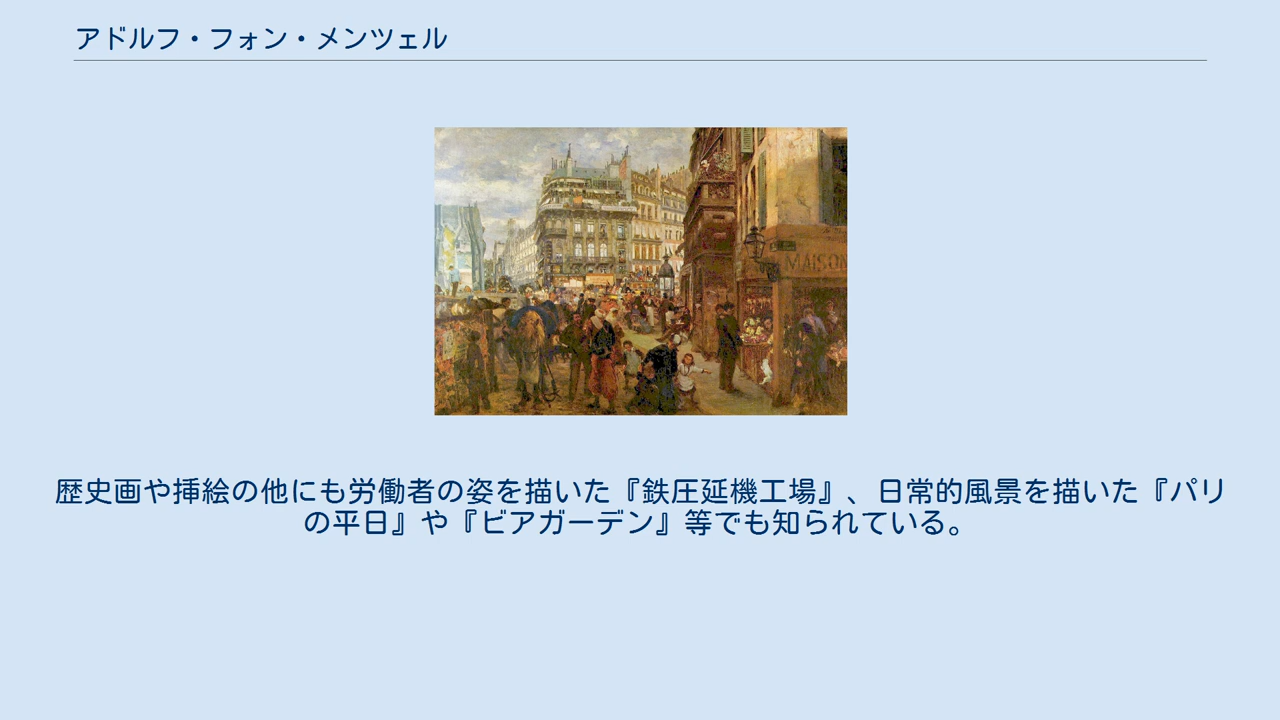 アドルフ・フォン・メンツェル
MAISON
歴史画や挿絵の他にも労働者の姿を描いた『鉄圧延機工場』、日常的風景を描いた『パリ
の平日』や『ビアガーデン』等でも知られている。